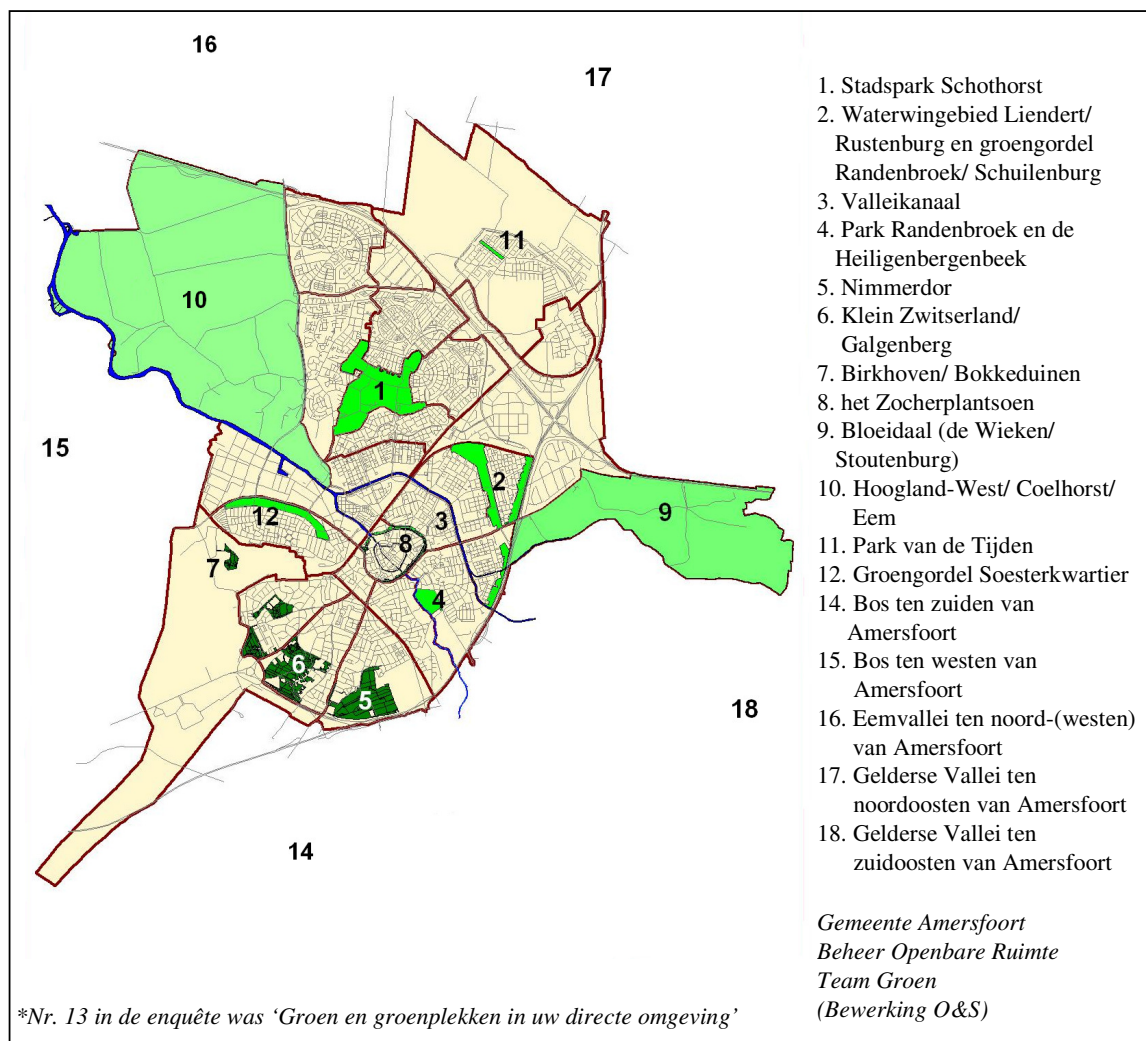 16
17
11
10
1
15
2
3
12
9
8
7
4
6
5
18
14
1. Stadspark Schothorst
2. Waterwingebied Liendert/
Rustenburg en groengordel
Randenbroek/ Schuilenburg
3. Valleikanaal
4. Park Randenbroek en de
Heiligenbergenbeek
5. Nimmerdor
6. Klein Zwitserland/
Galgenberg
7. Birkhoven/ Bokkeduinen
8. het Zocherplantsoen
9. Bloeidaal (de Wieken/
Stoutenburg)
10. Hoogland-West/ Coelhorst/
Eem
11. Park van de Tijden
12. Groengordel Soesterkwartier
14. Bos ten zuiden van
Amersfoort
15. Bos ten westen van
Amersfoort
16. Eemvallei ten noord-(westen)
van Amersfoort
17. Gelderse Vallei ten
noordoosten van Amersfoort
18. Gelderse Vallei ten
zuidoosten van Amersfoort
Gemeente Amersfoort
Beheer Openbare Ruimte
Team Groen
(Bewerking O&S)
*Nr. 13 in de enquête was ‘Groen en groenplekken in uw directe omgeving’